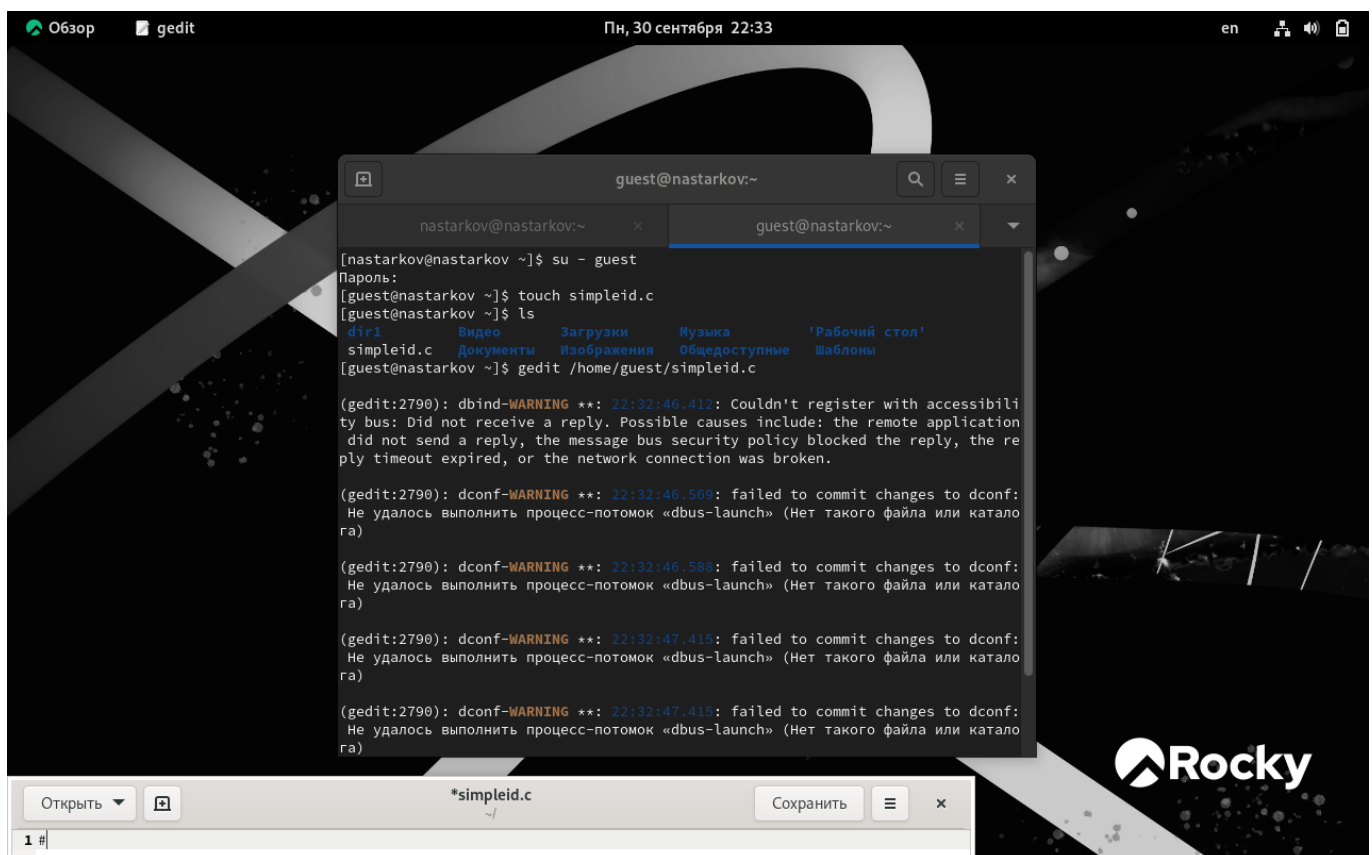 Обзор gedit Пн, 30 сентября 22:33 en
guest@nastarkov:~
nastarkov@nastarkov:~ × guest@nastarkov:~ ×
[nastarkov@nastarkov ~]$ su - guest
Пароль:
[guest@nastarkov ~]$ touch simpleid.c
[guest@nastarkov ~]$ ls
dir1 Видео Загрузки Музыка 'Рабочий стол'
simpleid.c Документы Изображения Общедоступные Шаблоны
[guest@nastarkov ~]$ gedit /home/guest/simpleid.c
(gedit:2790): dbind-WARNING **: 22:32:46.412: Couldn't register with accessibili
ty bus: Did not receive a reply. Possible causes include: the remote application
did not send a reply, the message bus security policy blocked the reply, the re
ply timeout expired, or the network connection was broken.
(gedit:2790): dconf-WARNING **: 22:32:46.569: failed to commit changes to dconf:
Не удалось выполнить процесс-потомок «dbus-launch» (Нет такого файла или катало
га)
(gedit:2790): dconf-WARNING **: 22:32:46.588: failed to commit changes to dconf:
Не удалось выполнить процесс-потомок «dbus-launch» (Нет такого файла или катало
га)
(gedit:2790): dconf-WARNING **: 22:32:47.415: failed to commit changes to dconf:
Не удалось выполнить процесс-потомок «dbus-launch» (Нет такого файла или катало
га)
(gedit:2790): dconf-WARNING **: 22:32:47.415: failed to commit changes to dconf:
Не удалось выполнить процесс-потомок «dbus-launch» (Нет такого файла или катало
га)
Rocky
Открыть *simpleid.c Сохранить
~/
1 #